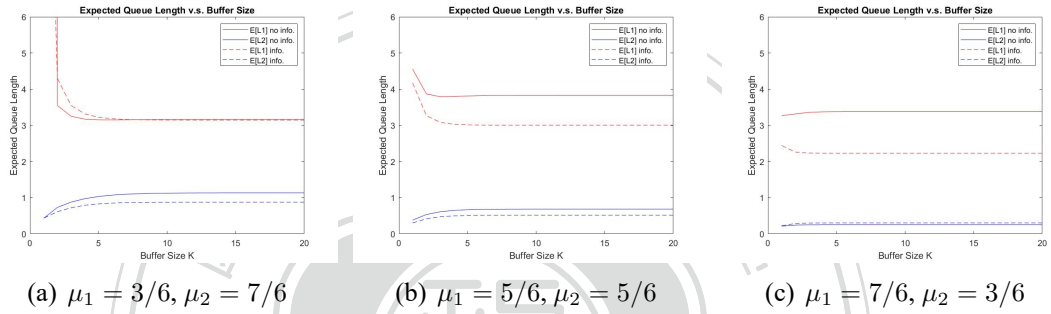 Expected Queue Length v.s. Buffer Size
E[L1] no info.
E[L2] no info.
E[L1] info.
E[L2] info.
Expected Queue Length
6
5
4
3
2
1
0
0 5 10 15 20
Buffer Size K
(a) μ₁ = 3/6, μ₂ = 7/6
Expected Queue Length v.s. Buffer Size
E[L1] no info.
E[L2] no info.
E[L1] info.
E[L2] info.
Expected Queue Length
6
5
4
3
2
1
0
0 5 10 15 20
Buffer Size K
(b) μ₁ = 5/6, μ₂ = 5/6
Expected Queue Length v.s. Buffer Size
E[L1] no info.
E[L2] no info.
E[L1] info.
E[L2] info.
Expected Queue Length
6
5
4
3
2
1
0
0 5 10 15 20
Buffer Size K
(c) μ₁ = 7/6, μ₂ = 3/6